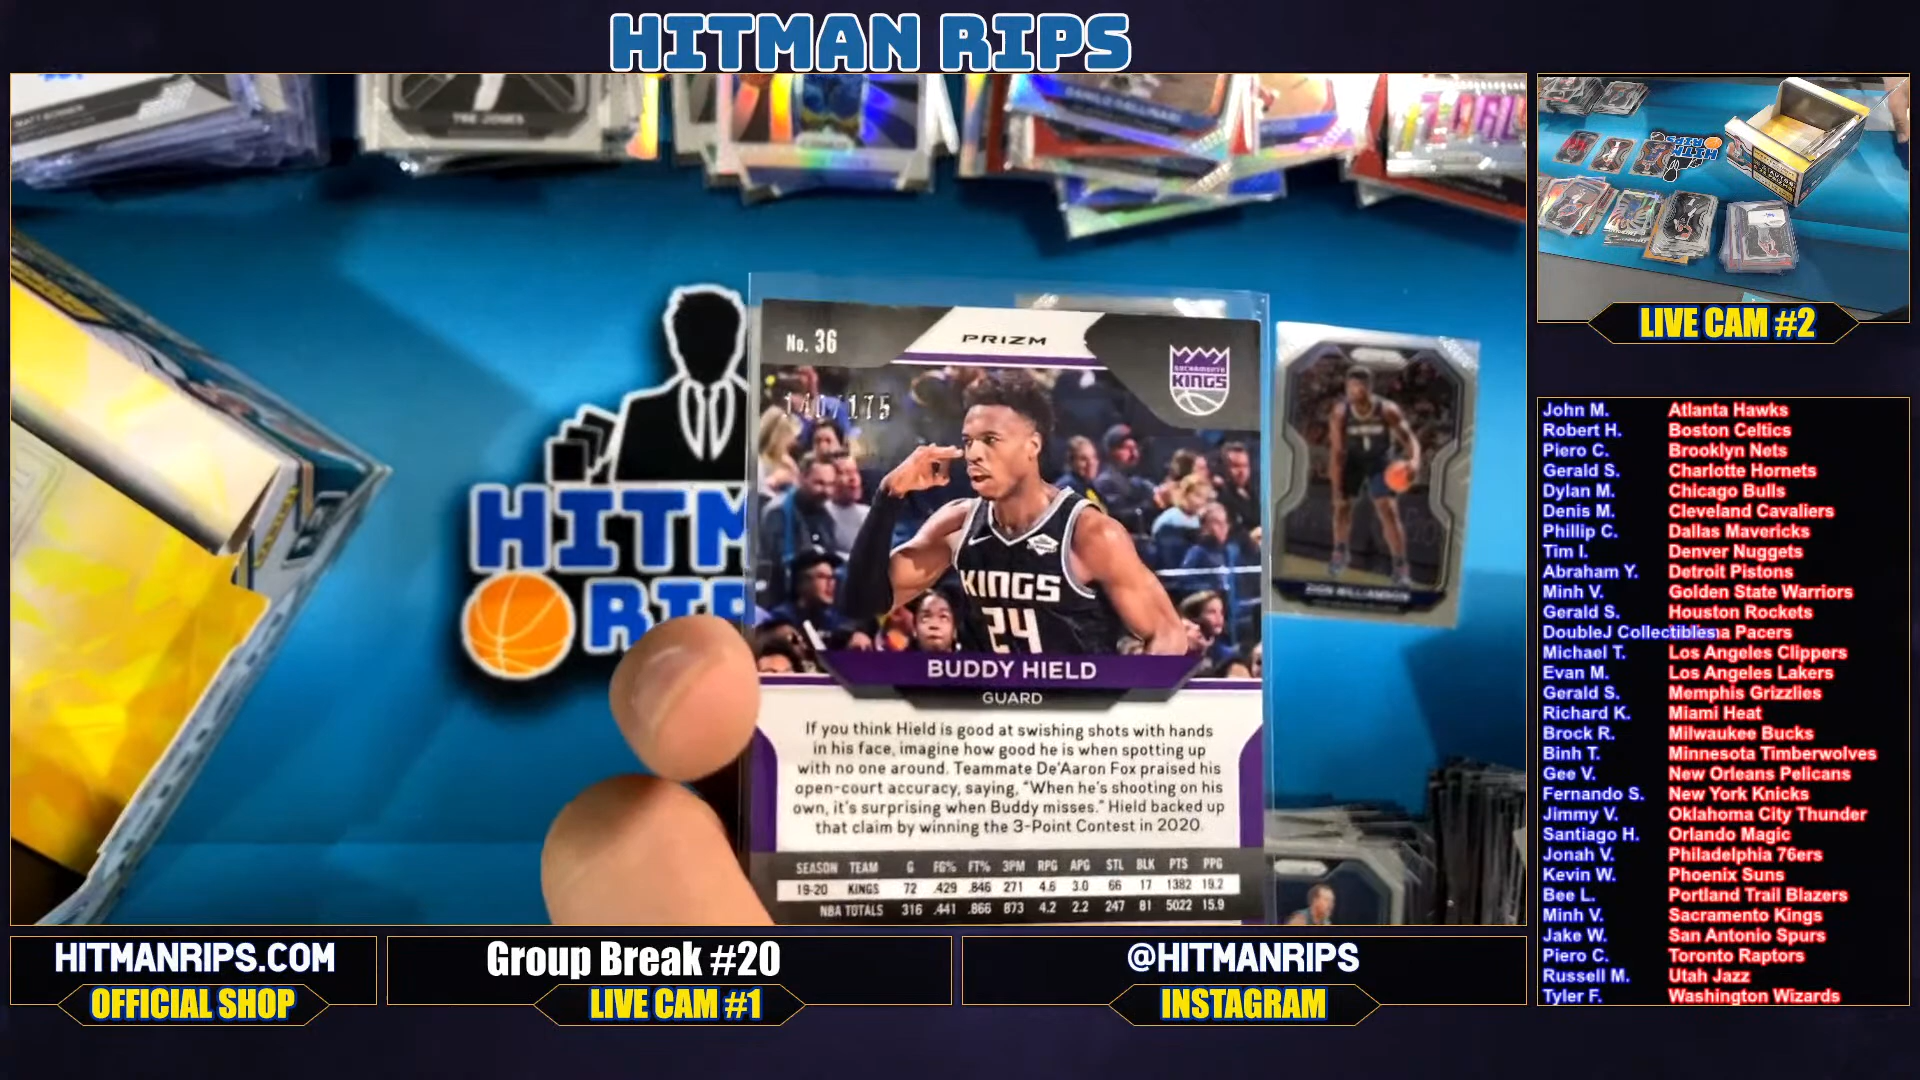 HITMAN RIPS
TRE JONES
DANILO GALLINARI
LIVE CAM #2
No. 36
PRIZM
SACRAMENTO
KINGS
140/175
KINGS
24
BUDDY HIELD
GUARD
If you think Hield is good at swishing shots with hands
in his face, imagine how good he is when spotting up
with no one around. Teammate De'Aaron Fox praised his
open-court accuracy, saying, "When he's shooting on his
own, it's surprising when Buddy misses." Hield backed up
that claim by winning the 3-Point Contest in 2020.
SEASON TEAM G FG% FT% 3PM RPG APG STL BLK PTS PPG
19-20 KINGS 72 .429 .846 271 4.6 3.0 66 17 1382 19.2
NBA TOTALS 316 .441 .866 873 4.2 2.2 247 81 5022 15.9
ZION WILLIAMSON
HITM
RIP
John M. Atlanta Hawks
Robert H. Boston Celtics
Piero C. Brooklyn Nets
Gerald S. Charlotte Hornets
Dylan M. Chicago Bulls
Denis M. Cleveland Cavaliers
Phillip C. Dallas Mavericks
Tim I. Denver Nuggets
Abraham Y. Detroit Pistons
Minh V. Golden State Warriors
Gerald S. Houston Rockets
DoubleJ Collectibles na Pacers
Michael T. Los Angeles Clippers
Evan M. Los Angeles Lakers
Gerald S. Memphis Grizzlies
Richard K. Miami Heat
Brock R. Milwaukee Bucks
Binh T. Minnesota Timberwolves
Gee V. New Orleans Pelicans
Fernando S. New York Knicks
Jimmy V. Oklahoma City Thunder
Santiago H. Orlando Magic
Jonah V. Philadelphia 76ers
Kevin W. Phoenix Suns
Bee L. Portland Trail Blazers
Minh V. Sacramento Kings
Jake W. San Antonio Spurs
Piero C. Toronto Raptors
Russell M. Utah Jazz
Tyler F. Washington Wizards
HITMANRIPS.COM
OFFICIAL SHOP
Group Break #20
LIVE CAM #1
@HITMANRIPS
INSTAGRAM